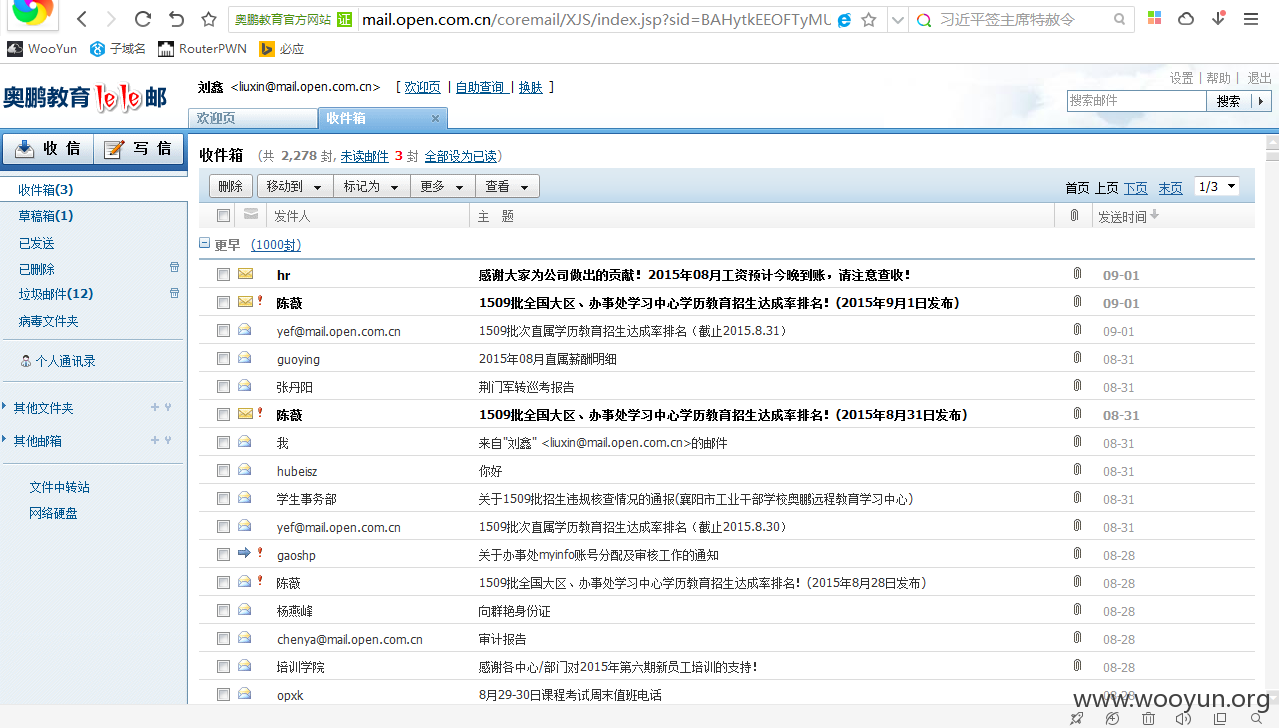 奥鹏教育官方网站 证 mail.open.com.cn/coremail/XJS/index.jsp?sid=BAHytkEEOFTyMU 习近平签主席特赦令
WooYun 子域名 RouterPWN 必应
设置 | 帮助 | 退出
刘鑫 <liuxin@mail.open.com.cn> [ 欢迎页 | 自助查询 | 换肤 ]
奥鹏教育lele邮
搜索邮件 搜索
欢迎页 收件箱 ×
收信 写信
收件箱 (共 2,278 封, 未读邮件 3 封 全部设为已读)
删除 移动到 标记为 更多 查看 首页 上页 下页 末页 1/3
收件箱(3)
草稿箱(1)
已发送
已删除
垃圾邮件(12)
病毒文件夹
个人通讯录
其他文件夹
其他邮箱
文件中转站
网络硬盘
发件人 主 题 发送时间
更早 (1000封)
hr 感谢大家为公司做出的贡献！2015年08月工资预计今晚到账，请注意查收！ 09-01
陈薇 1509批全国大区、办事处学习中心学历教育招生达成率排名！(2015年9月1日发布） 09-01
yef@mail.open.com.cn 1509批次直属学历教育招生达成率排名（截止2015.8.31） 09-01
guoying 2015年08月直属薪酬明细 08-31
张丹阳 荆门军转巡考报告 08-31
陈薇 1509批全国大区、办事处学习中心学历教育招生达成率排名！(2015年8月31日发布） 08-31
我 来自"刘鑫" <liuxin@mail.open.com.cn>的邮件 08-31
hubeisz 你好 08-31
学生事务部 关于1509批招生违规核查情况的通报(襄阳市工业干部学校奥鹏远程教育学习中心） 08-31
yef@mail.open.com.cn 1509批次直属学历教育招生达成率排名（截止2015.8.30） 08-31
gaoshp 关于办事处myinfo账号分配及审核工作的通知 08-28
陈薇 1509批全国大区、办事处学习中心学历教育招生达成率排名！(2015年8月28日发布） 08-28
杨燕峰 向群艳身份证 08-28
chenya@mail.open.com.cn 审计报告 08-28
培训学院 感谢各中心/部门对2015年第六期新员工培训的支持！ 08-28
opxk 8月29-30日课程考试周末值班电话 08-28
www.wooyun.org